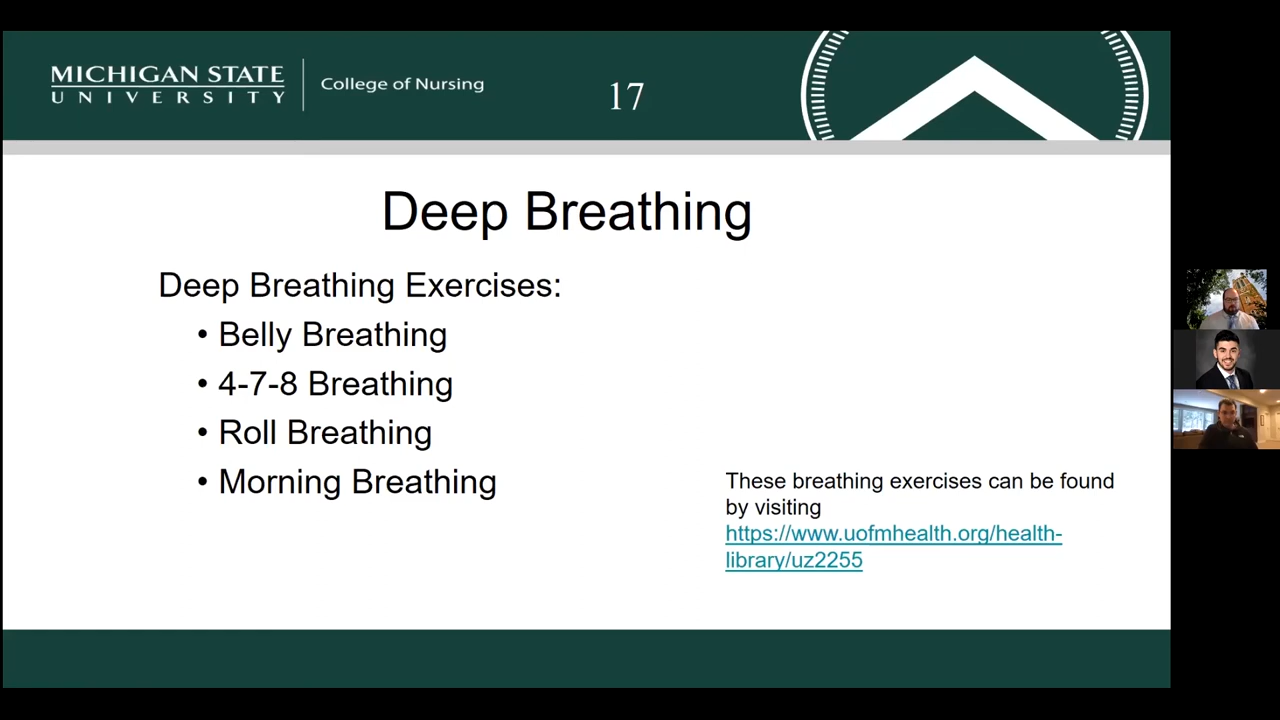 MICHIGAN STATE
UNIVERSITY
College of Nursing
17
Deep Breathing
Deep Breathing Exercises:
• Belly Breathing
• 4-7-8 Breathing
• Roll Breathing
• Morning Breathing
These breathing exercises can be found
by visiting
https://www.uofmhealth.org/health-
library/uz2255